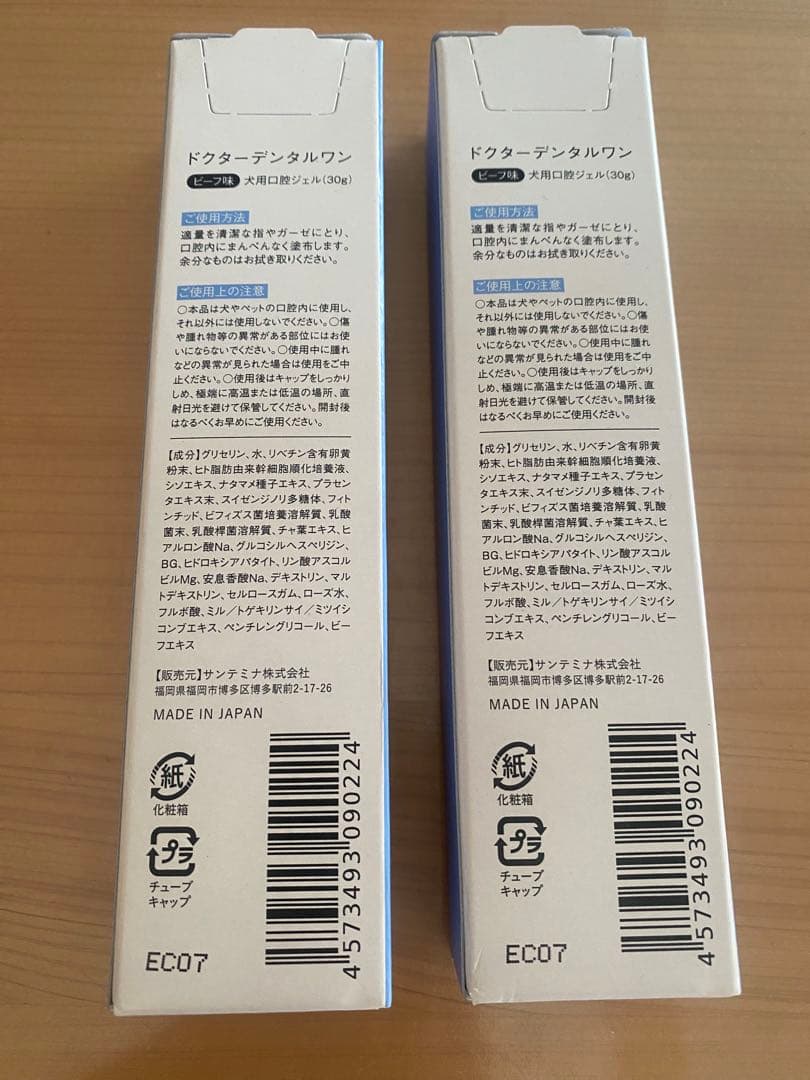 ドクターデンタルワン
ビーフ味 犬用口腔ジェル(30g)
ご使用方法
適量を清潔な指やガーゼにとり、
口腔内にまんべんなく塗布します。
余分なものはお拭き取りください。
ご使用上の注意
○本品は犬やペットの口腔内に使用し、
それ以外には使用しないでください。○傷
や腫れ物等の異常がある部位にはお使
いにならないでください。○使用中に腫れ
などの異常が見られた場合は使用をご中
止ください。○使用後はキャップをしっかり
しめ、極端に高温または低温の場所、直
射日光を避けて保管してください。開封後
はなるべくお早めにご使用ください。
【成分】グリセリン、水、リベチン含有卵黄
粉末、ヒト脂肪由来幹細胞順化培養液、
シソエキス、ナタマメ種子エキス、プラセン
タエキス末、スイゼンジノリ多糖体、フィト
ンチッド、ビフィズス菌培養溶解質、乳酸
菌末、乳酸桿菌溶解質、チャ葉エキス、ヒ
アルロン酸Na、グルコシルヘスペリジン、
BG、ヒドロキシアパタイト、リン酸アスコル
ビルMg、安息香酸Na、デキストリン、マル
トデキストリン、セルロースガム、ローズ水、
フルボ酸、ミル／トゲキリンサイ／ミツイシ
コンブエキス、ペンチレングリコール、ビー
フエキス
【販売元】サンテミナ株式会社
福岡県福岡市博多区博多駅前2-17-26
MADE IN JAPAN
紙
化粧箱
プラ
チューブ
キャップ
EC07
4573493090224
ドクターデンタルワン
ビーフ味 犬用口腔ジェル(30g)
ご使用方法
適量を清潔な指やガーゼにとり、
口腔内にまんべんなく塗布します。
余分なものはお拭き取りください。
ご使用上の注意
○本品は犬やペットの口腔内に使用し、
それ以外には使用しないでください。○傷
や腫れ物等の異常がある部位にはお使
いにならないでください。○使用中に腫れ
などの異常が見られた場合は使用をご中
止ください。○使用後はキャップをしっかり
しめ、極端に高温または低温の場所、直
射日光を避けて保管してください。開封後
はなるべくお早めにご使用ください。
【成分】グリセリン、水、リベチン含有卵黄
粉末、ヒト脂肪由来幹細胞順化培養液、
シソエキス、ナタマメ種子エキス、プラセン
タエキス末、スイゼンジノリ多糖体、フィト
ンチッド、ビフィズス菌培養溶解質、乳酸
菌末、乳酸桿菌溶解質、チャ葉エキス、ヒ
アルロン酸Na、グルコシルヘスペリジン、
BG、ヒドロキシアパタイト、リン酸アスコル
ビルMg、安息香酸Na、デキストリン、マル
トデキストリン、セルロースガム、ローズ水、
フルボ酸、ミル／トゲキリンサイ／ミツイシ
コンブエキス、ペンチレングリコール、ビー
フエキス
【販売元】サンテミナ株式会社
福岡県福岡市博多区博多駅前2-17-26
MADE IN JAPAN
紙
化粧箱
プラ
チューブ
キャップ
EC07
4573493090224